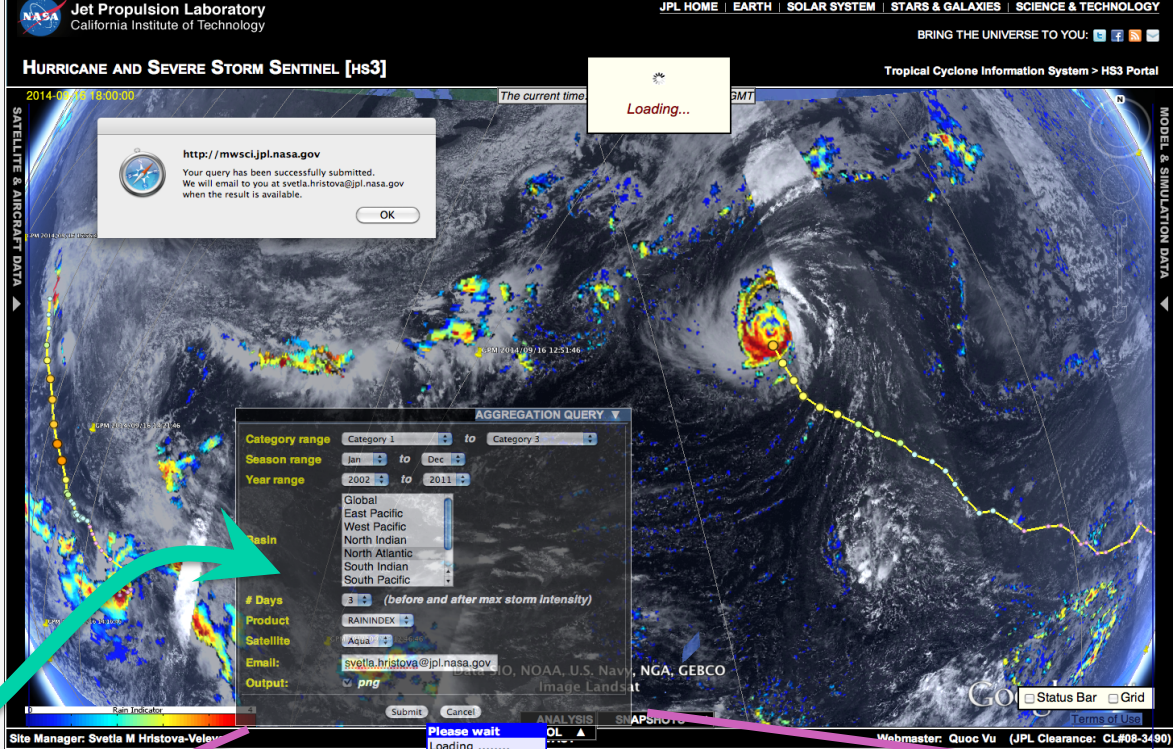 NASA
Jet Propulsion Laboratory
California Institute of Technology
JPL HOME | EARTH | SOLAR SYSTEM | STARS & GALAXIES | SCIENCE & TECHNOLOGY
BRING THE UNIVERSE TO YOU:
HURRICANE AND SEVERE STORM SENTINEL [HS3]
Tropical Cyclone Information System > HS3 Portal
2014-09-16 18:00:00
The current time
GMT
Loading...
N
SATELLITE & AIRCRAFT DATA
MODEL & SIMULATION DATA
http://mwsci.jpl.nasa.gov
Your query has been successfully submitted.
We will email to you at svetla.hristova@jpl.nasa.gov
when the result is available.
OK
GPM 2014/09/16 12:51:46
AGGREGATION QUERY
Category range Category 1 to Category 3
Season range Jan to Dec
Year range 2002 to 2011
Basin
Global
East Pacific
West Pacific
North Indian
North Atlantic
South Indian
South Pacific
# Days 3 (before and after max storm intensity)
Product RAININDEX
Satellite Aqua
Email: svetla.hristova@jpl.nasa.gov
Output: png
Submit Cancel
Data SIO, NOAA, U.S. Navy, NGA, GEBCO
Image Landsat
Status Bar Grid
Terms of Use
Rain Indicator
0 4
ANALYSIS SNAPSHOTS
Please wait
Loading ........
OL
Site Manager: Svetla M Hristova-Velev
Webmaster: Quoc Vu (JPL Clearance: CL#08-3490)